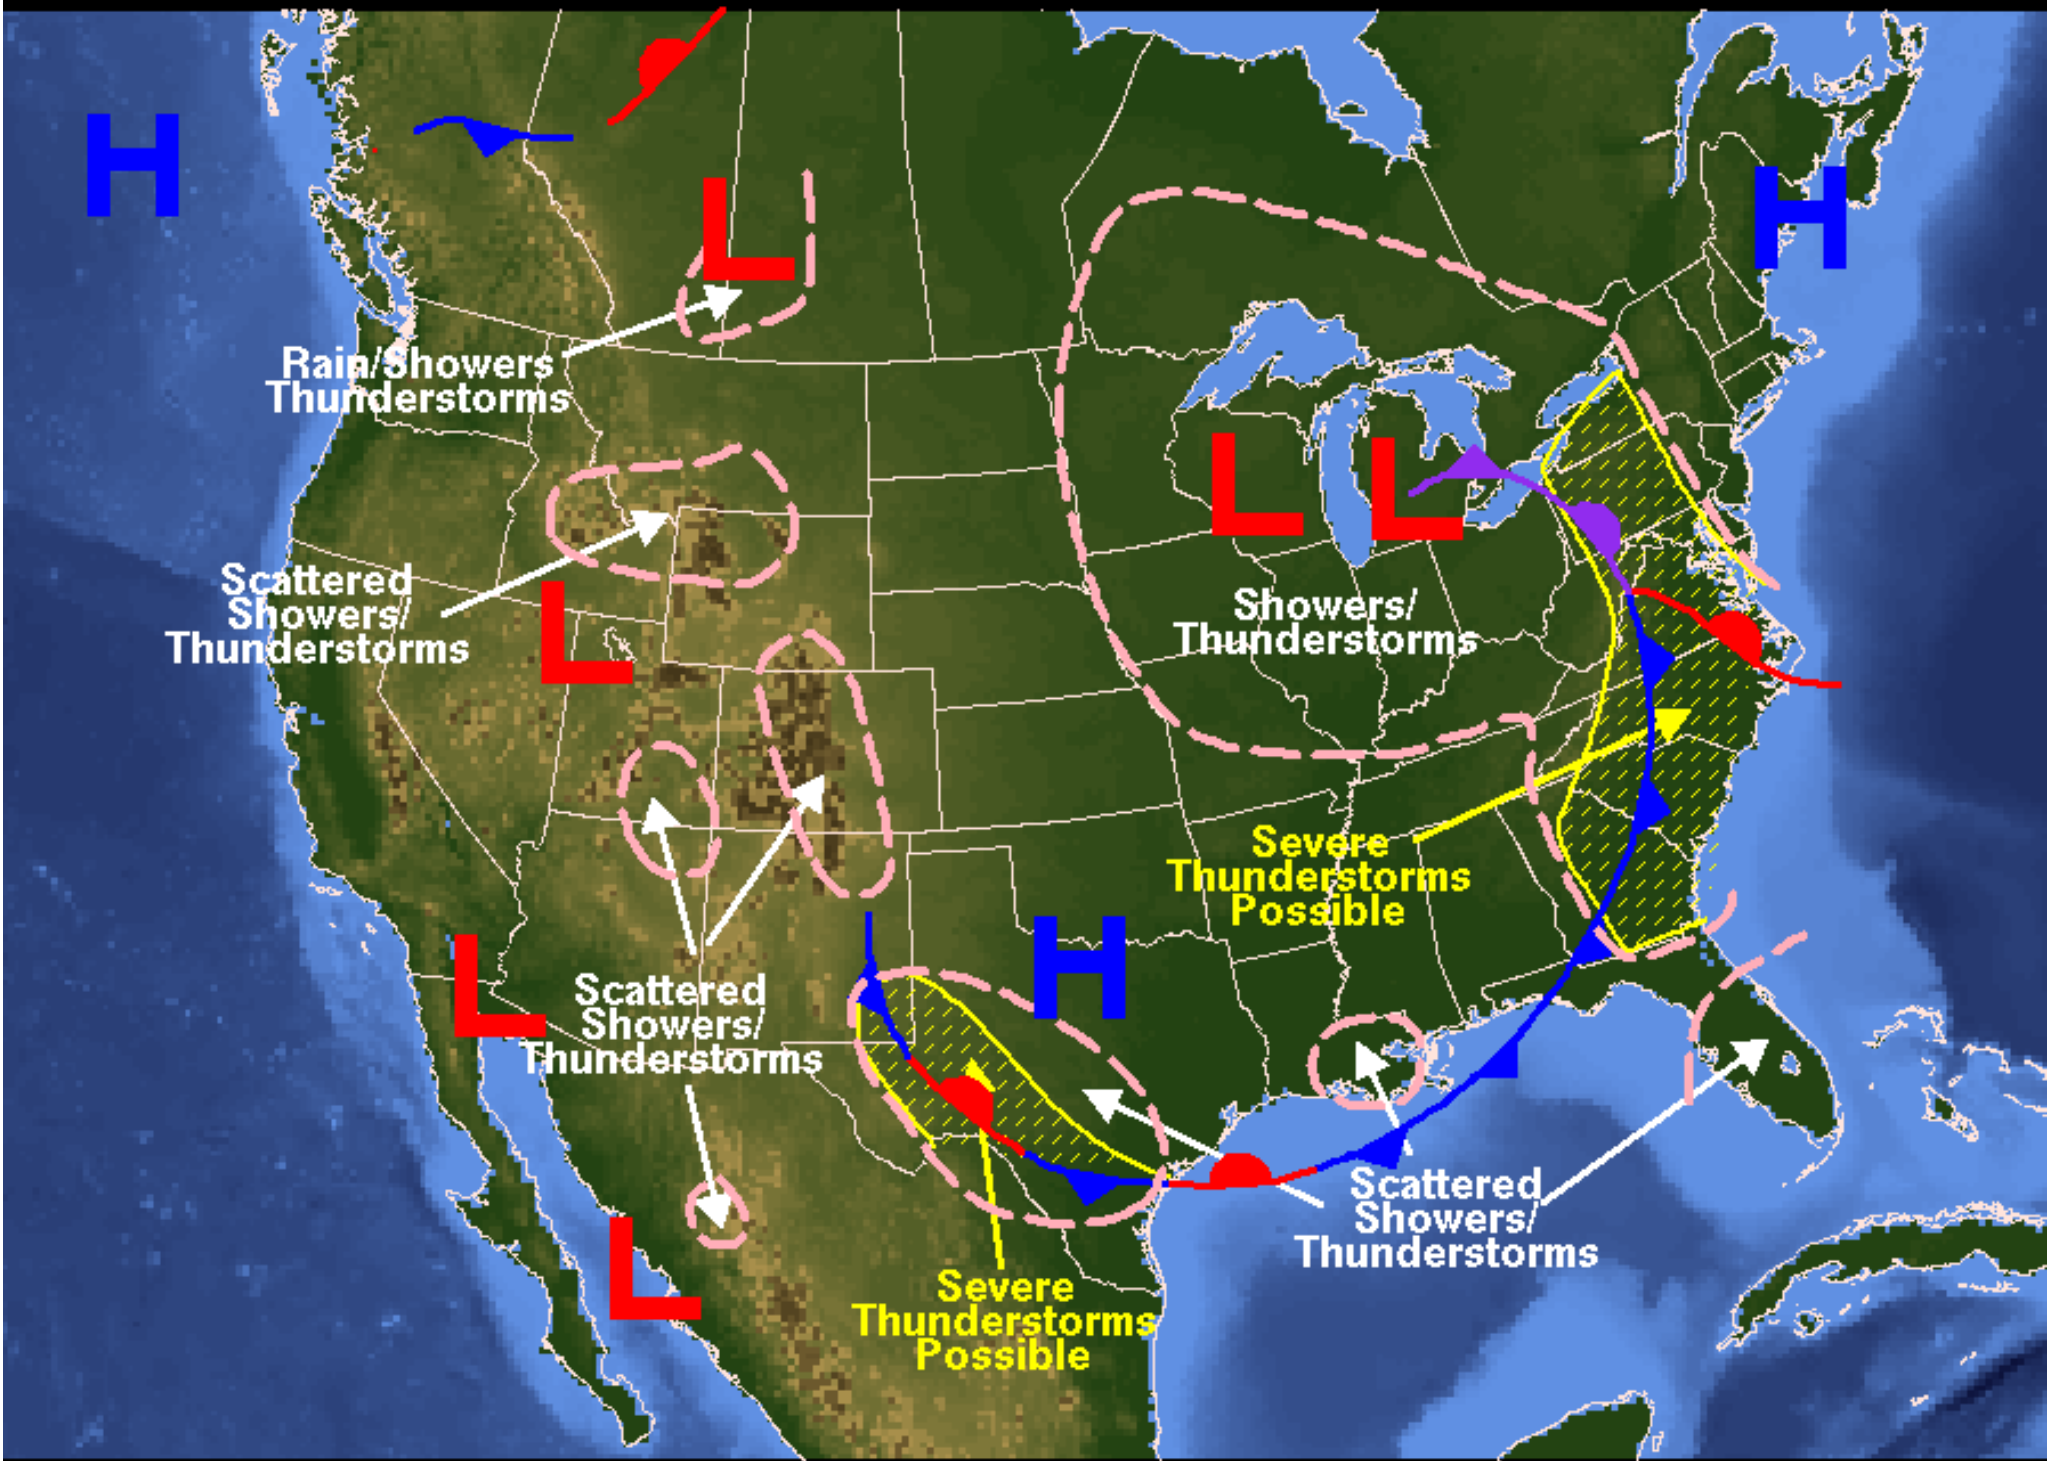 H
H
L
Rain/Showers
Thunderstorms
L
L
Scattered
Showers/
Thunderstorms
L
Showers/
Thunderstorms
Severe
Thunderstorms
Possible
H
L
Scattered
Showers/
Thunderstorms
Scattered
Showers/
Thunderstorms
L
Severe
Thunderstorms
Possible